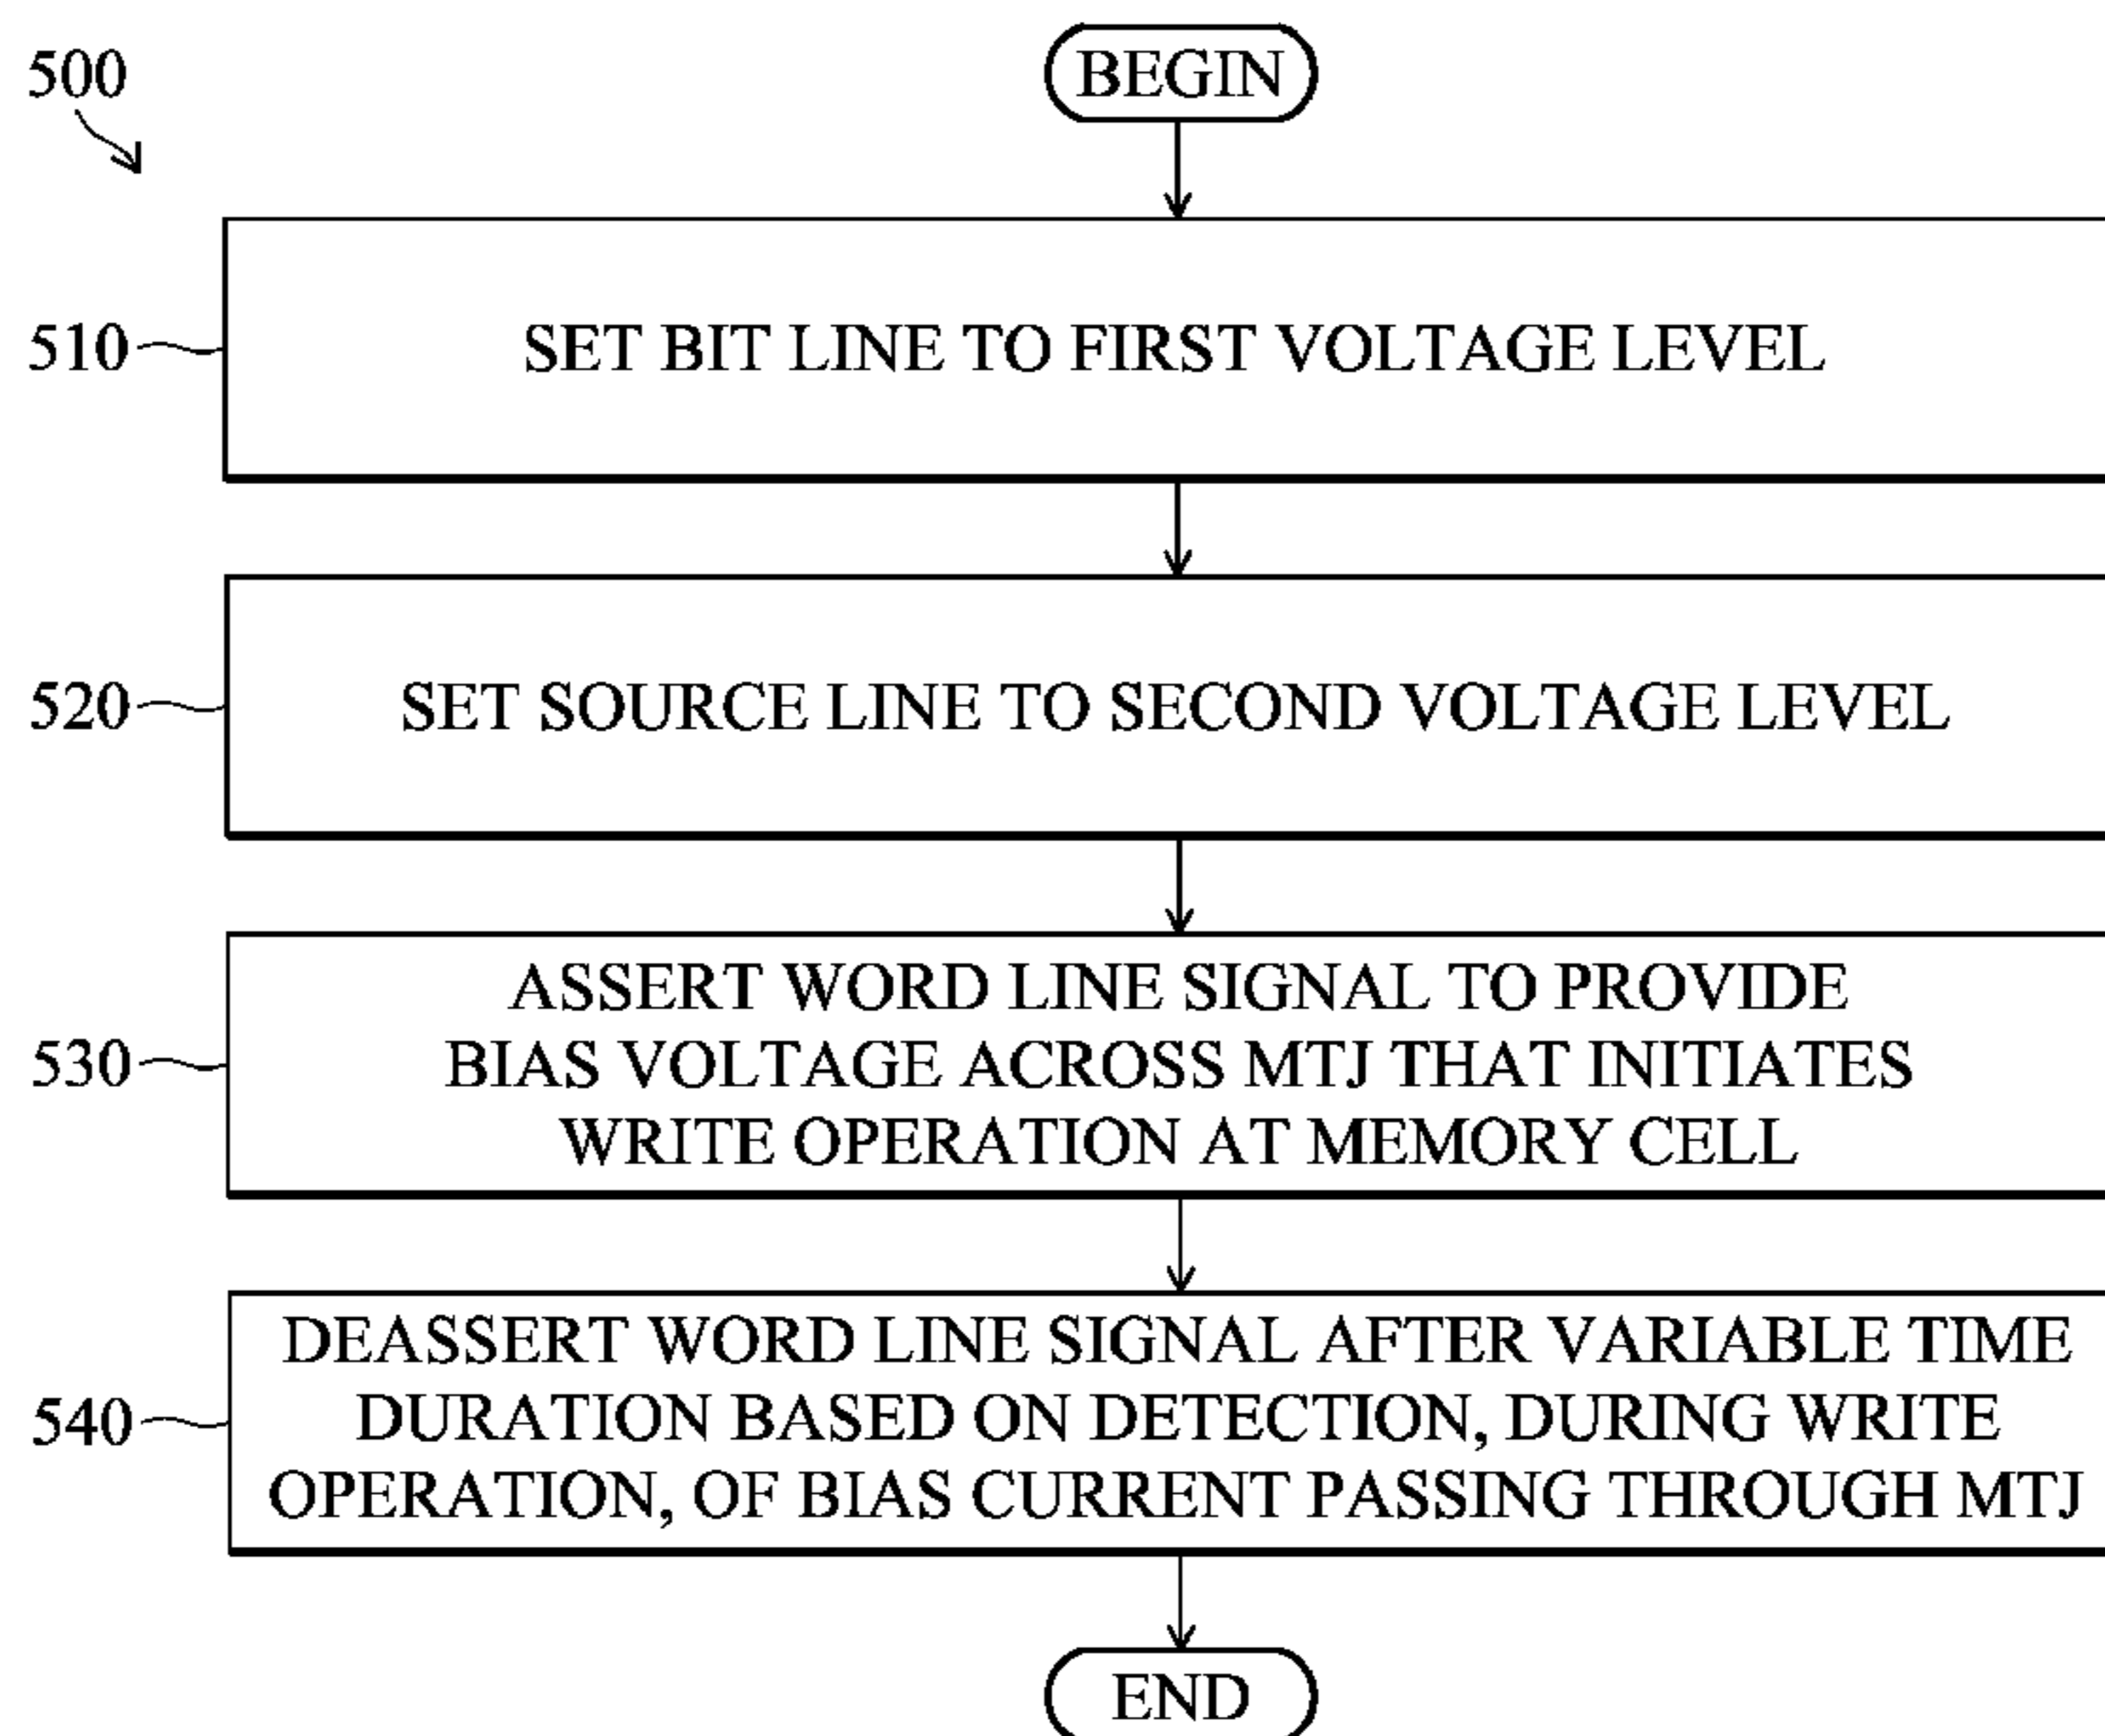 500
BEGIN
510
SET BIT LINE TO FIRST VOLTAGE LEVEL
520
SET SOURCE LINE TO SECOND VOLTAGE LEVEL
530
ASSERT WORD LINE SIGNAL TO PROVIDE
BIAS VOLTAGE ACROSS MTJ THAT INITIATES
WRITE OPERATION AT MEMORY CELL
540
DEASSERT WORD LINE SIGNAL AFTER VARIABLE TIME
DURATION BASED ON DETECTION, DURING WRITE
OPERATION, OF BIAS CURRENT PASSING THROUGH MTJ
END